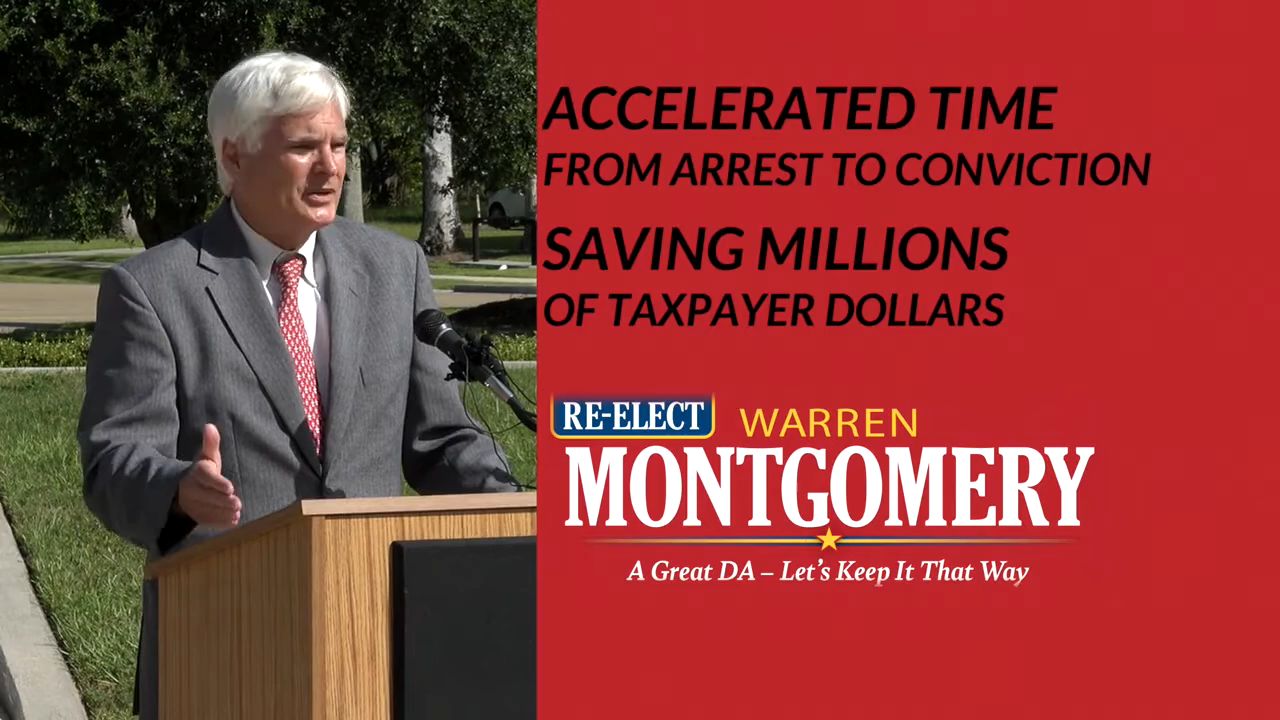 ACCELERATED TIME
FROM ARREST TO CONVICTION
SAVING MILLIONS
OF TAXPAYER DOLLARS
RE-ELECT WARREN
MONTGOMERY
A Great DA – Let's Keep It That Way